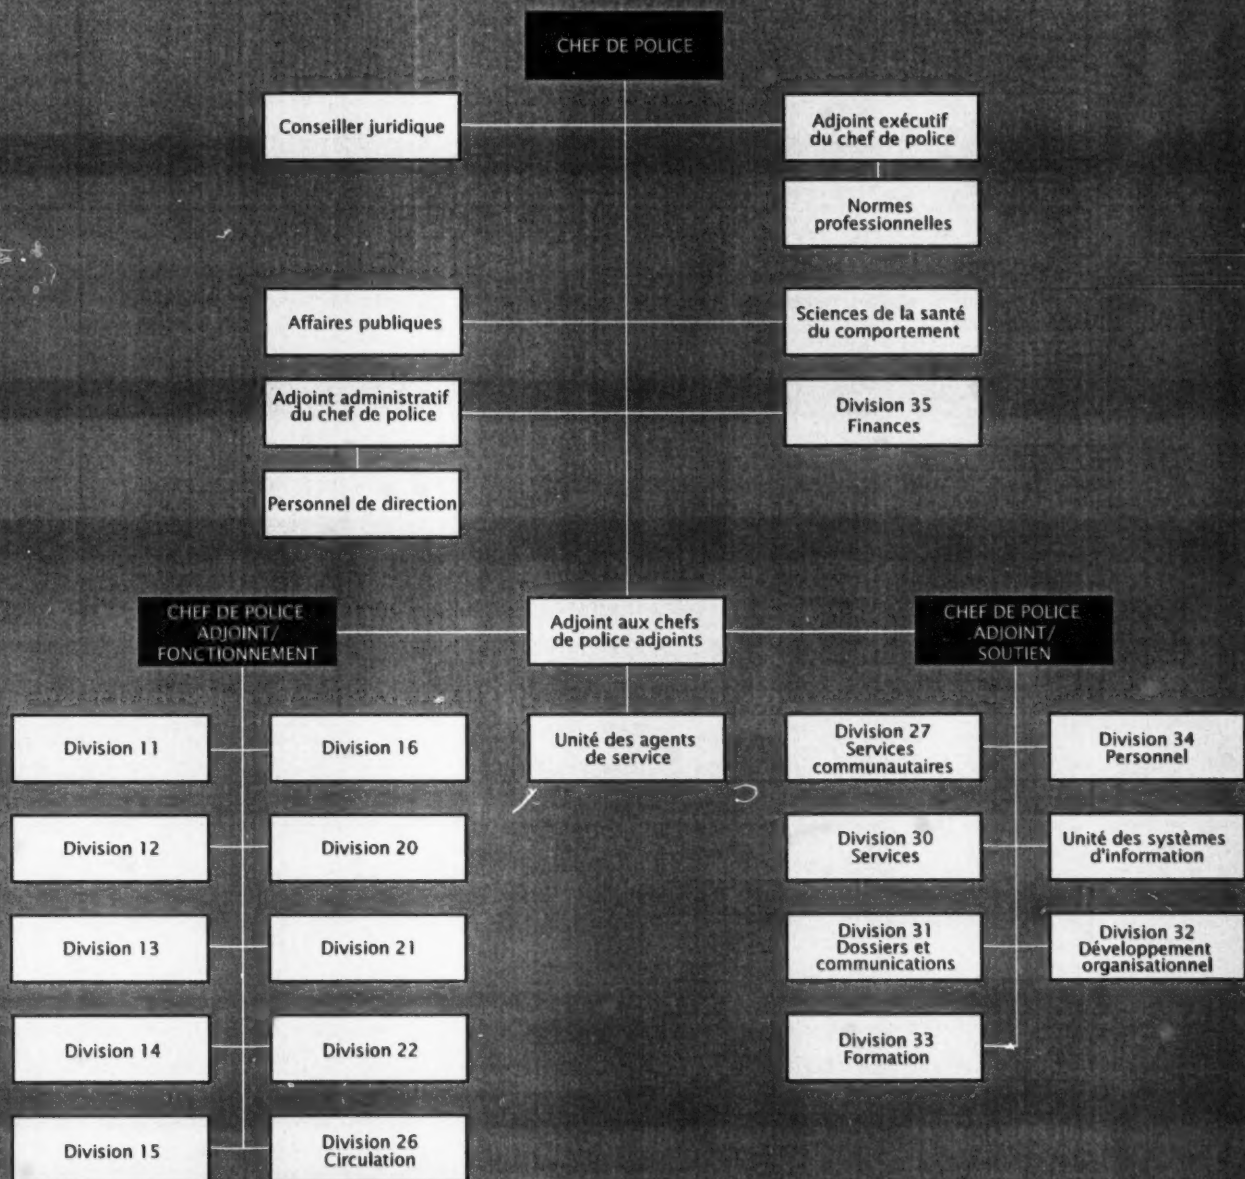 CHEF DE POLICE
Conseiller juridique
Adjoint exécutif
du chef de police
Normes
professionnelles
Affaires publiques
Sciences de la santé
du comportement
Adjoint administratif
du chef de police
Division 35
Finances
Personnel de direction
CHEF DE POLICE
ADJOINT/
FONCTIONNEMENT
Adjoint aux chefs
de police adjoints
CHEF DE POLICE
ADJOINT/
SOUTIEN
Division 11
Division 16
Unité des agents
de service
Division 27
Services
communautaires
Division 34
Personnel
Division 12
Division 20
Division 30
Services
Unité des systèmes
d'information
Division 13
Division 21
Division 31
Dossiers et
communications
Division 32
Développement
organisationnel
Division 14
Division 22
Division 33
Formation
Division 15
Division 26
Circulation